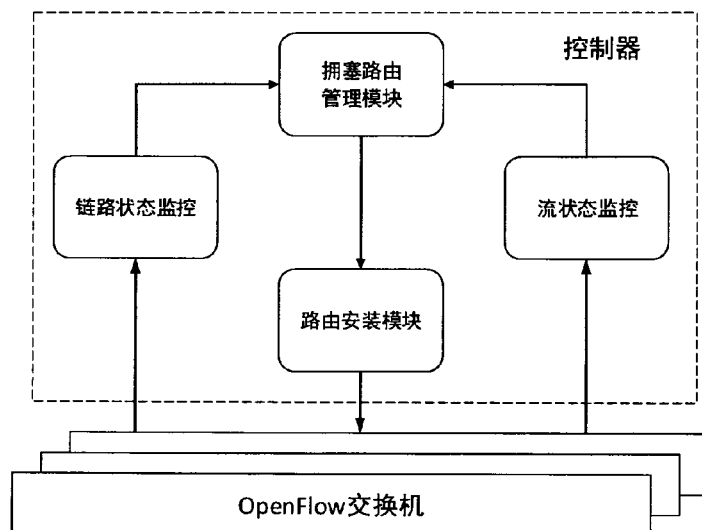 控制器
拥塞路由
管理模块
链路状态监控
流状态监控
路由安装模块
OpenFlow交换机